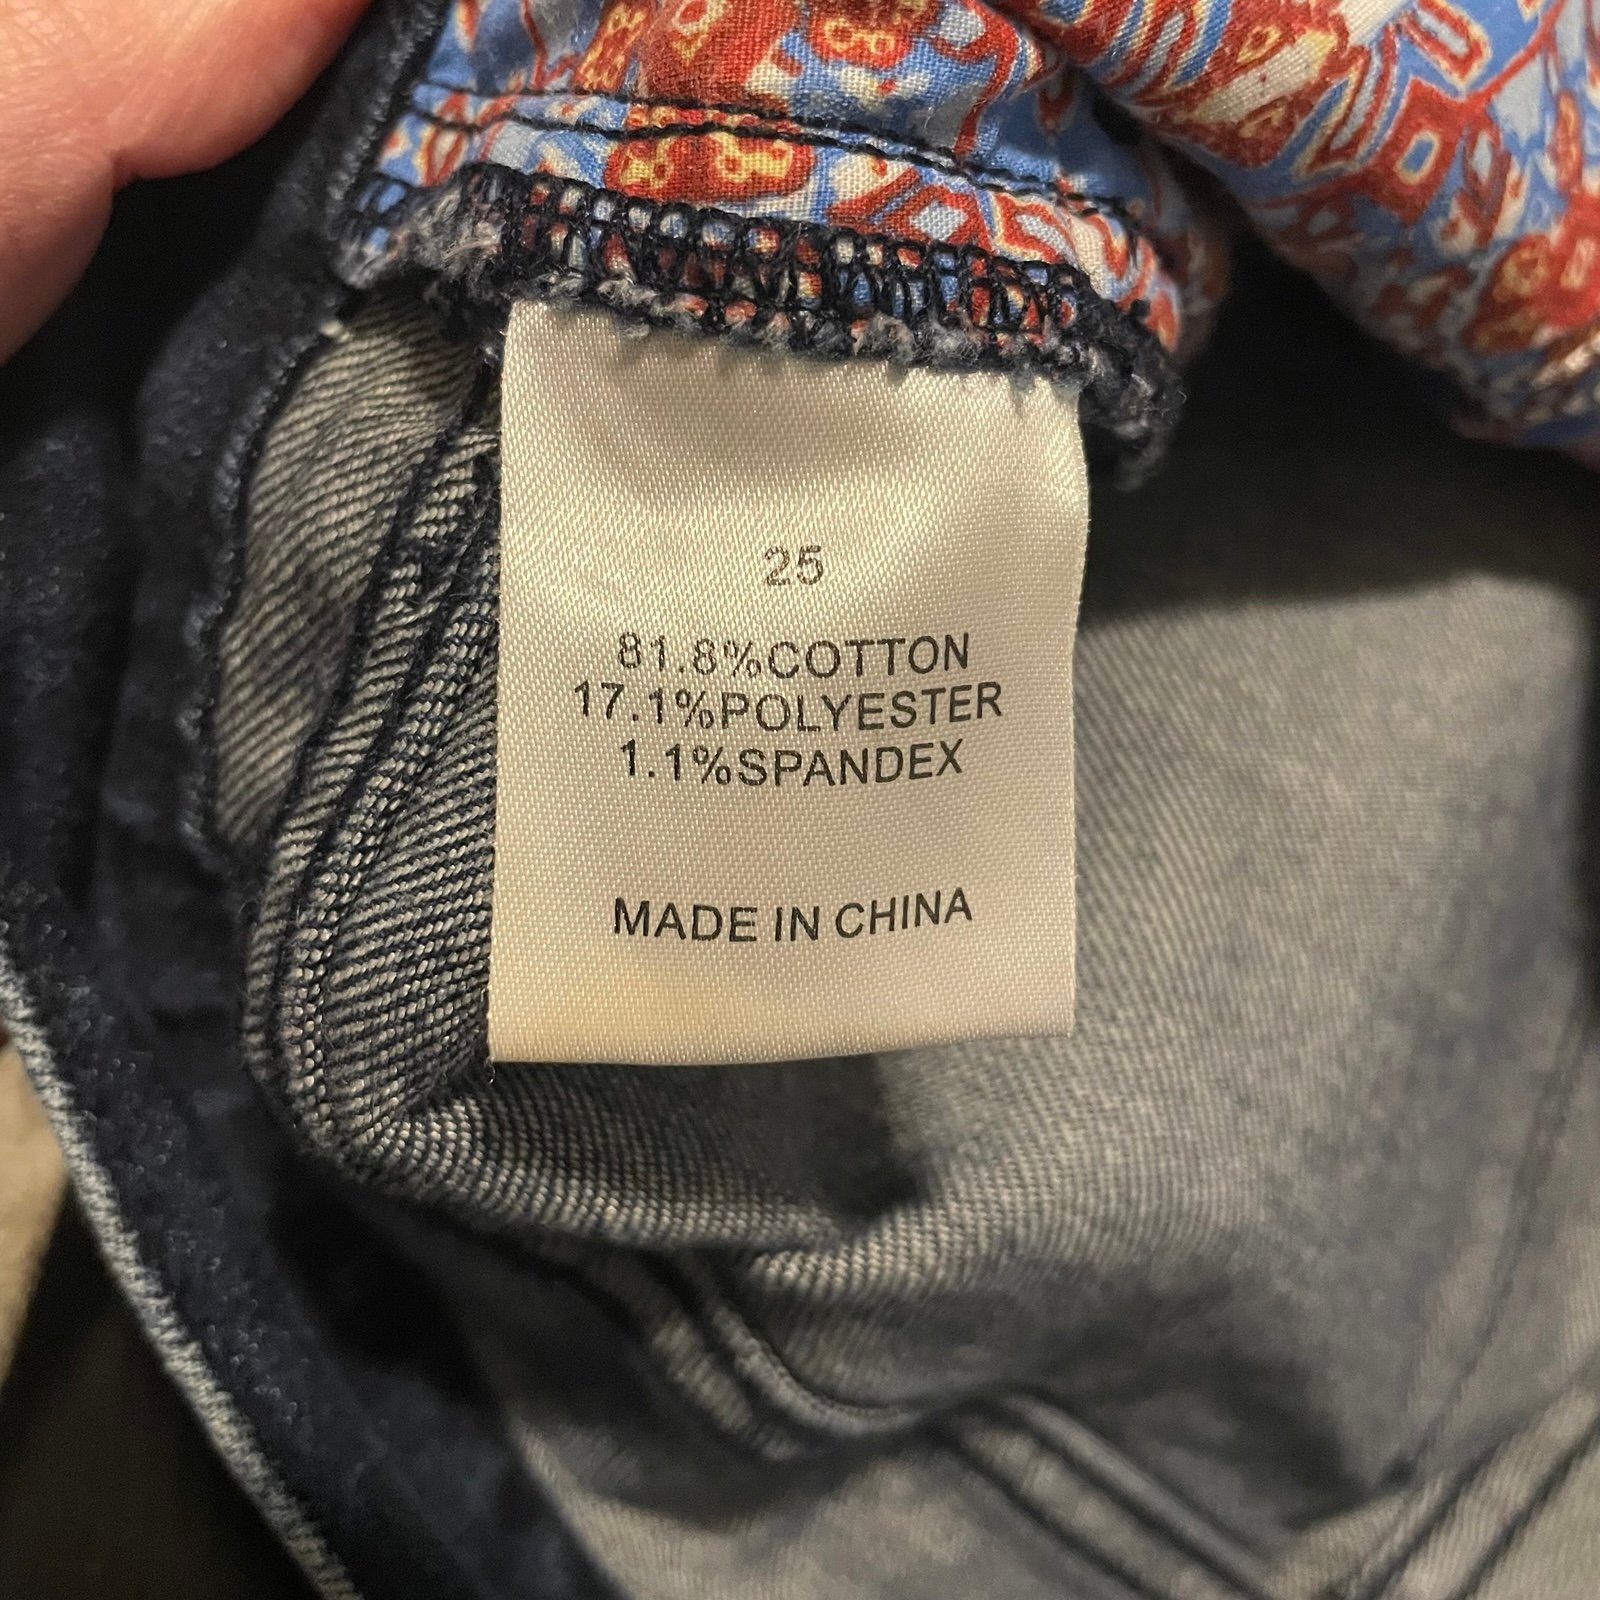 25
81.8%COTTON
17.1%POLYESTER
1.1%SPANDEX
MADE IN CHINA